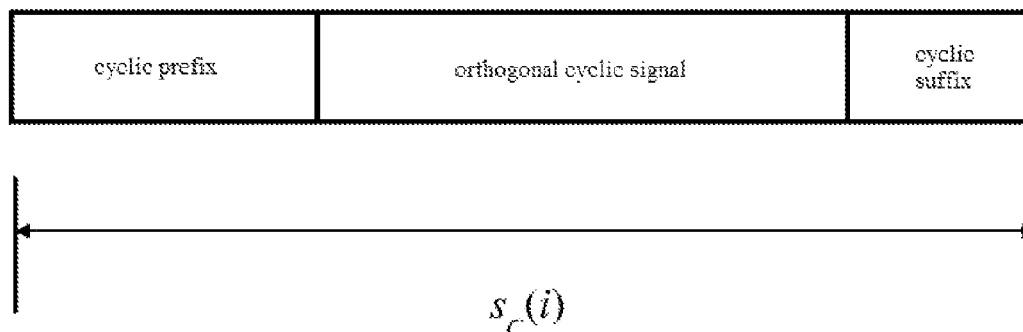 cyclic prefix
orthogonal cyclic signal
cyclic
suffix
s_C(i)